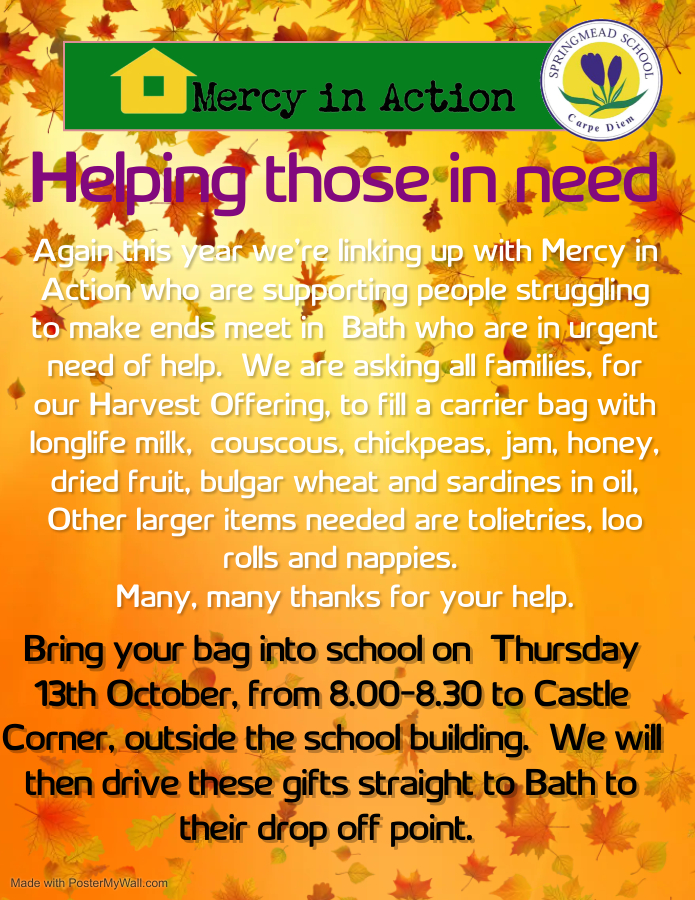 Mercy in Action
SPRINGMEAD SCHOOL
Carpe Diem
Helping those in need
Again this year we're linking up with Mercy in
Action who are supporting people struggling
to make ends meet in Bath who are in urgent
need of help. We are asking all families, for
our Harvest Offering, to fill a carrier bag with
longlife milk, couscous, chickpeas, jam, honey,
dried fruit, bulgar wheat and sardines in oil,
Other larger items needed are tolietries, loo
rolls and nappies.
Many, many thanks for your help.
Bring your bag into school on Thursday
13th October, from 8.00-8.30 to Castle
Corner, outside the school building. We will
then drive these gifts straight to Bath to
their drop off point.
Made with PosterMyWall.com